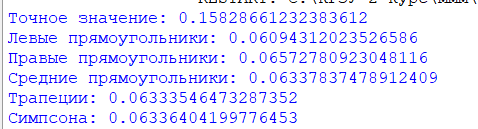 Точное значение: 0.15828661232383612
Левые прямоугольники: 0.06094312023526586
Правые прямоугольники: 0.06572780923048116
Средние прямоугольники: 0.06337837478912409
Трапеции: 0.06333546473287352
Симпсона: 0.06336404199776453